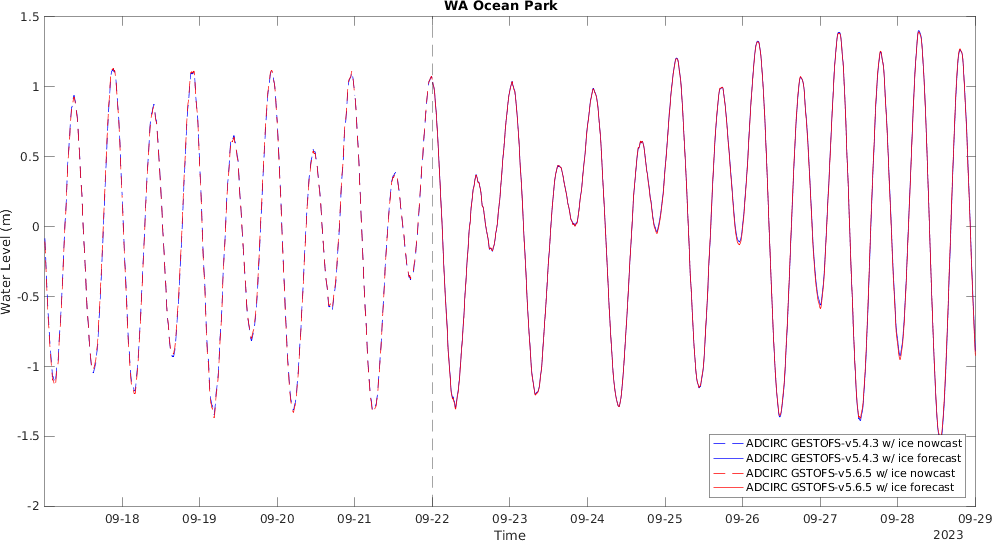 WA Ocean Park
1.5
1
0.5
0
-0.5
-1
-1.5
-2
Water Level (m)
ADCIRC GESTOFS-v5.4.3 w/ ice nowcast
ADCIRC GESTOFS-v5.4.3 w/ ice forecast
ADCIRC GSTOFS-v5.6.5 w/ ice nowcast
ADCIRC GSTOFS-v5.6.5 w/ ice forecast
09-18 09-19 09-20 09-21 09-22 09-23 09-24 09-25 09-26 09-27 09-28 09-29
Time
2023